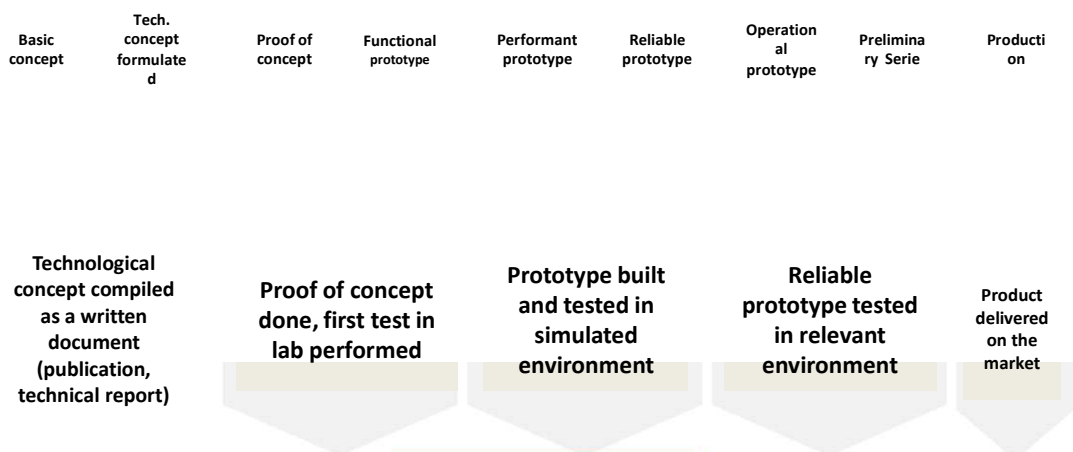 Basic
concept
Tech.
concept
formulate
d
Proof of
concept
Functional
prototype
Performant
prototype
Reliable
prototype
Operation
al
prototype
Prelimina
ry Serie
Producti
on
Technological
concept compiled
as a written
document
(publication,
technical report)
Proof of concept
done, first test in
lab performed
Prototype built
and tested in
simulated
environment
Reliable
prototype tested
in relevant
environment
Product
delivered
on the
market